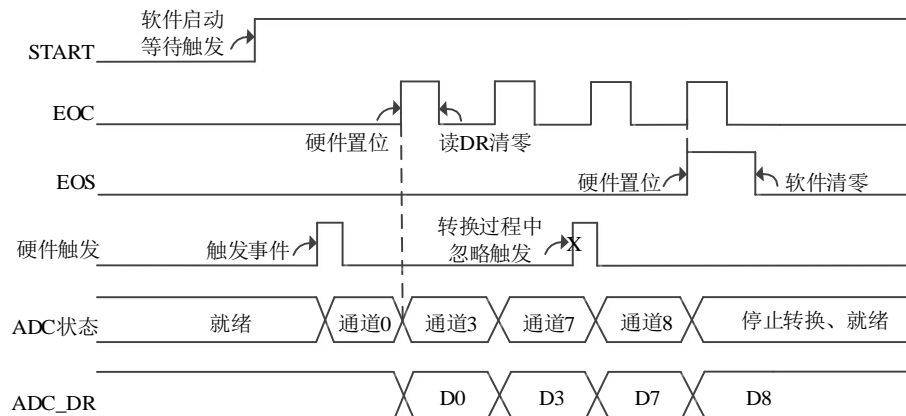 软件启动
等待触发
START
EOC
硬件置位
读DR清零
EOS
硬件置位
软件清零
硬件触发
触发事件
转换过程中
忽略触发
X
ADC状态
就绪
通道0
通道3
通道7
通道8
停止转换、就绪
ADC_DR
D0
D3
D7
D8